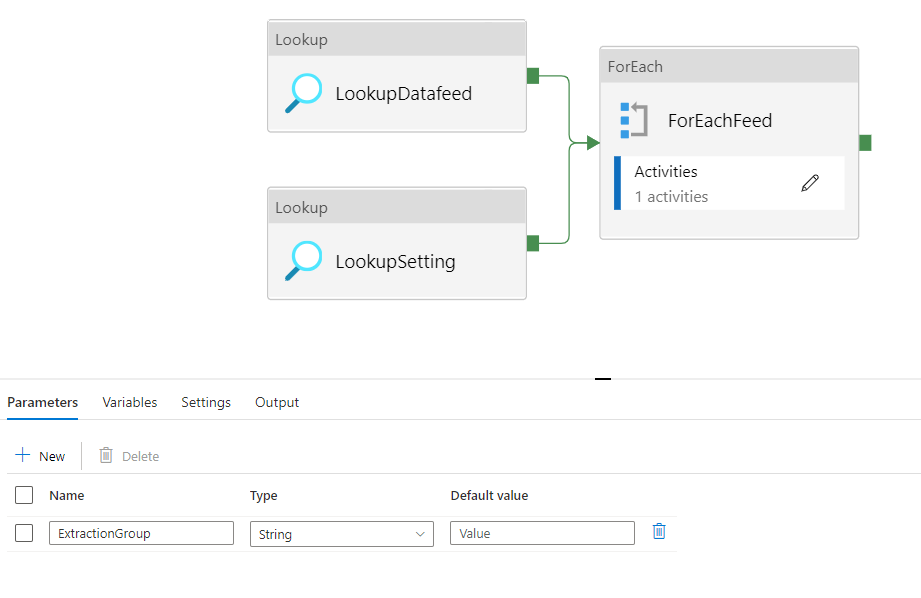 Lookup
LookupDatafeed
ForEach
ForEachFeed
Activities
1 activities
Lookup
LookupSetting
Parameters Variables Settings Output
New Delete
Name Type Default value
ExtractionGroup String Value